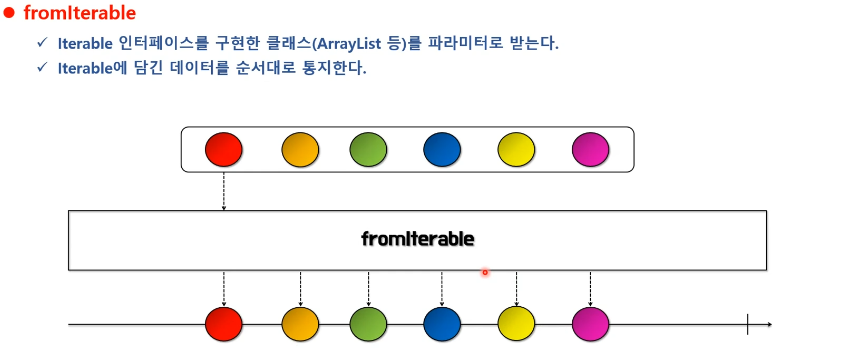 ● fromIterable
✓ Iterable 인터페이스를 구현한 클래스(ArrayList 등)를 파라미터로 받는다.
✓ Iterable에 담긴 데이터를 순서대로 통지한다.
fromIterable